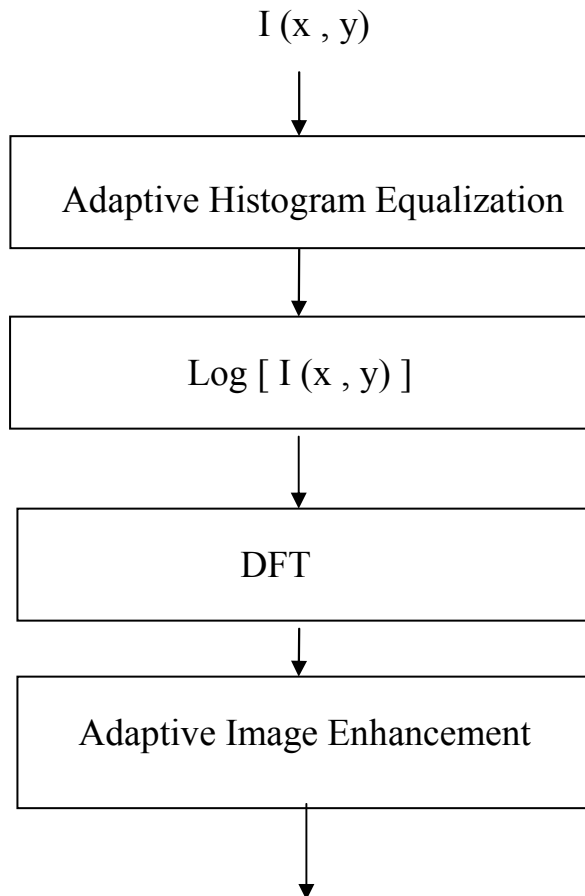 I (x , y)
Adaptive Histogram Equalization
Log [ I (x , y) ]
DFT
Adaptive Image Enhancement